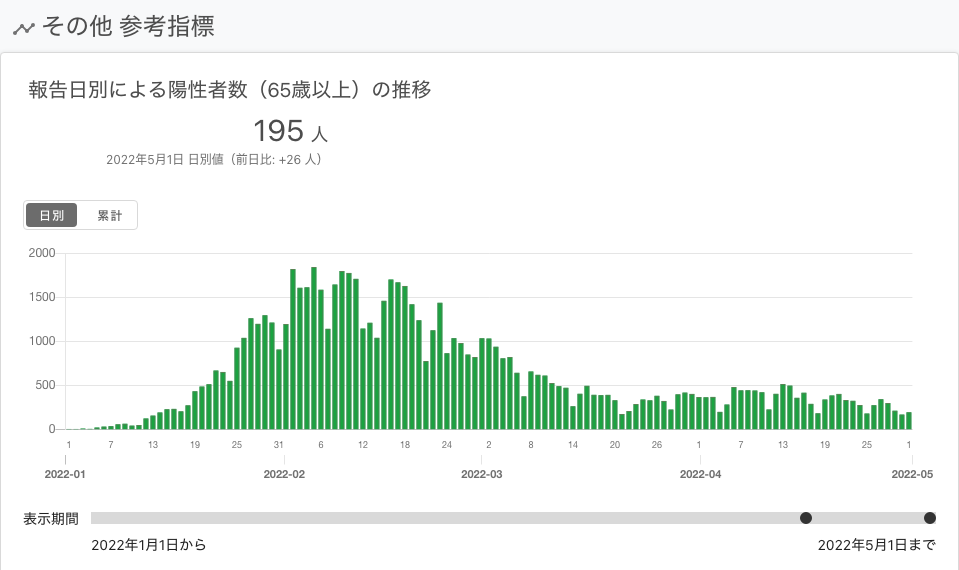 その他 参考指標
報告日別による陽性者数（65歳以上）の推移
195 人
2022年5月1日 日別値（前日比: +26 人）
日別 累計
2000
1500
1000
500
0
1 7 13 19 25 31 6 12 18 24 2 8 14 20 26 1 7 13 19 25 1
2022-01 2022-02 2022-03 2022-04 2022-05
表示期間
2022年1月1日から 2022年5月1日まで